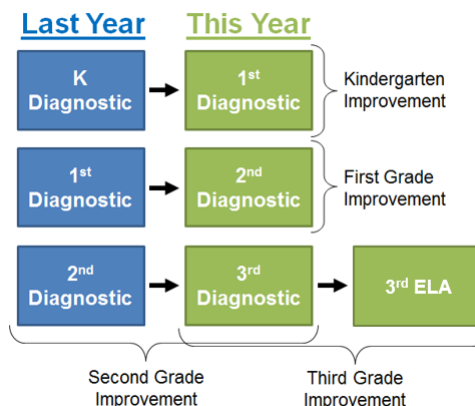 Last Year
This Year
K
Diagnostic
1st
Diagnostic
Kindergarten
Improvement
1st
Diagnostic
2nd
Diagnostic
First Grade
Improvement
2nd
Diagnostic
3rd
Diagnostic
3rd ELA
Second Grade
Improvement
Third Grade
Improvement